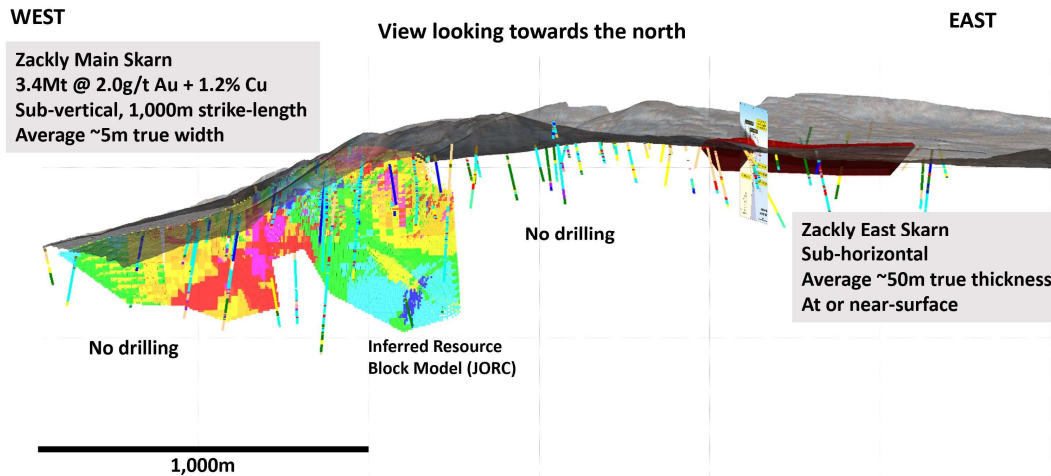 WEST
EAST
View looking towards the north
Zackly Main Skarn
3.4Mt @ 2.0g/t Au + 1.2% Cu
Sub-vertical, 1,000m strike-length
Average ~5m true width
No drilling
Zackly East Skarn
Sub-horizontal
Average ~50m true thickness
At or near-surface
No drilling
Inferred Resource
Block Model (JORC)
1,000m